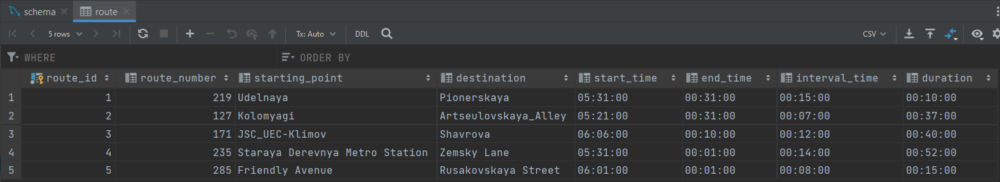 schema route
5 rows Tx: Auto DDL CSV
WHERE ORDER BY
route_id route_number starting_point destination start_time end_time interval_time duration
1 1 219 Udelnaya Pionerskaya 05:31:00 00:31:00 00:15:00 00:10:00
2 2 127 Kolomyagi Artseulovskaya_Alley 05:21:00 00:31:00 00:07:00 00:37:00
3 3 171 JSC_UEC-Klimov Shavrova 06:06:00 00:10:00 00:12:00 00:40:00
4 4 235 Staraya Derevnya Metro Station Zemsky Lane 05:31:00 00:01:00 00:14:00 00:52:00
5 5 285 Friendly Avenue Rusakovskaya Street 06:01:00 00:01:00 00:08:00 00:15:00